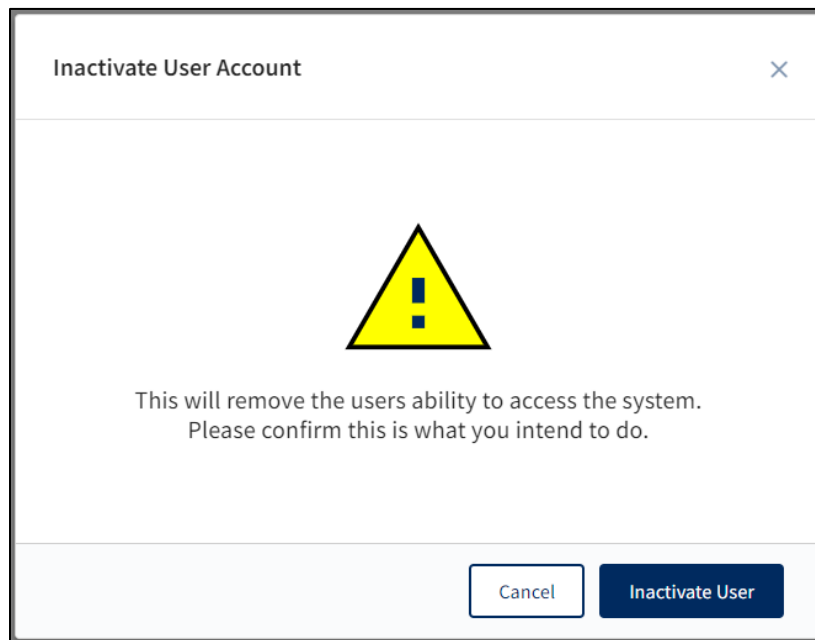 Inactivate User Account
This will remove the users ability to access the system.
Please confirm this is what you intend to do.
Cancel
Inactivate User